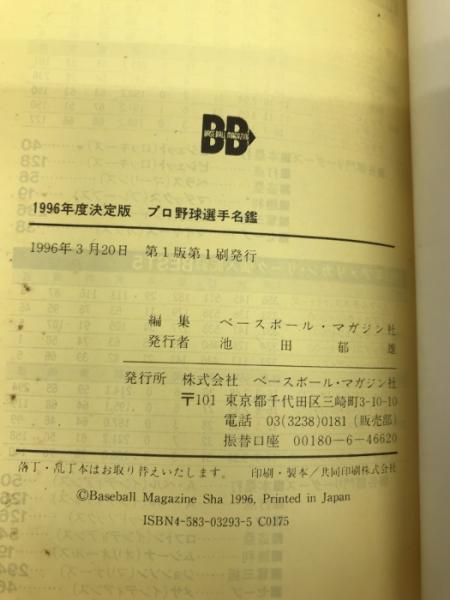 BB
BASEBALL MAGAZINE
1996年度決定版 プロ野球選手名鑑
1996年3月20日 第1版第1刷発行
編集 ベースボール・マガジン社
発行者 池田郁雄
発行所 株式会社 ベースボール・マガジン社
〒101 東京都千代田区三崎町3-10-10
電話 03(3238)0181(販売部)
振替口座 00180-6-46620
落丁・乱丁本はお取り替えいたします。 印刷・製本/共同印刷株式会社
©Baseball Magazine Sha 1996, Printed in Japan
ISBN4-583-03293-5 C0175